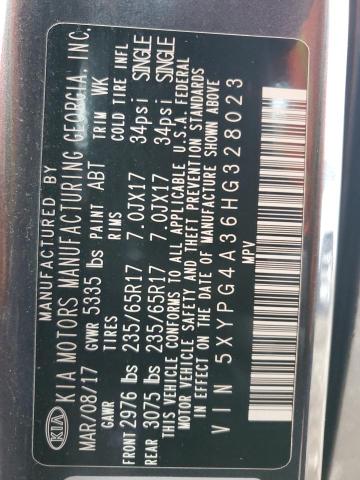 MANUFACTURED BY
KIA MOTORS MANUFACTURING GEORGIA, INC.
KIA
MAR/08/17 GVWR 5335 lbs PAINT ABT TRIM WK
GAWR TIRES RIMS COLD TIRE INFL
FRONT 2976 lbs 235/65R17 7.0JX17 34psi SINGLE
REAR 3075 lbs 235/65R17 7.0JX17 34psi SINGLE
THIS VEHICLE CONFORMS TO ALL APPLICABLE U.S.A. FEDERAL
MOTOR VEHICLE SAFETY AND THEFT PREVENTION STANDARDS
IN EFFECT ON THE DATE OF MANUFACTURE SHOWN ABOVE
VIN 5XYPG4A36HG328023
MPV